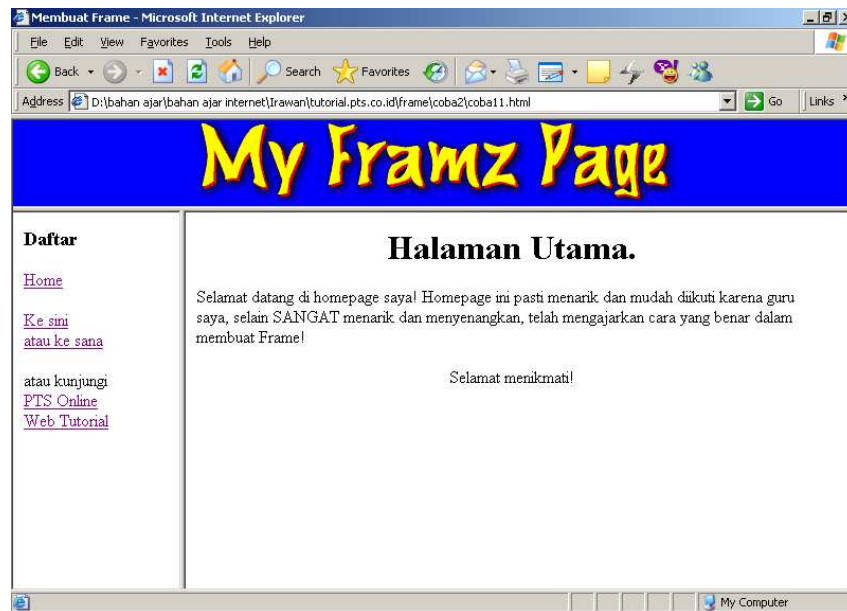 Membuat Frame - Microsoft Internet Explorer
File Edit View Favorites Tools Help
Back Search Favorites
Address D:\bahan ajar\bahan ajar internet\Irawan\tutorial.pts.co.id\frame\coba2\coba11.html Go Links
My Framz Page
Daftar
Home
Ke sini
atau ke sana
atau kunjungi
PTS Online
Web Tutorial
Halaman Utama.
Selamat datang di homepage saya! Homepage ini pasti menarik dan mudah diikuti karena guru
saya, selain SANGAT menarik dan menyenangkan, telah mengajarkan cara yang benar dalam
membuat Frame!
Selamat menikmati!
My Computer